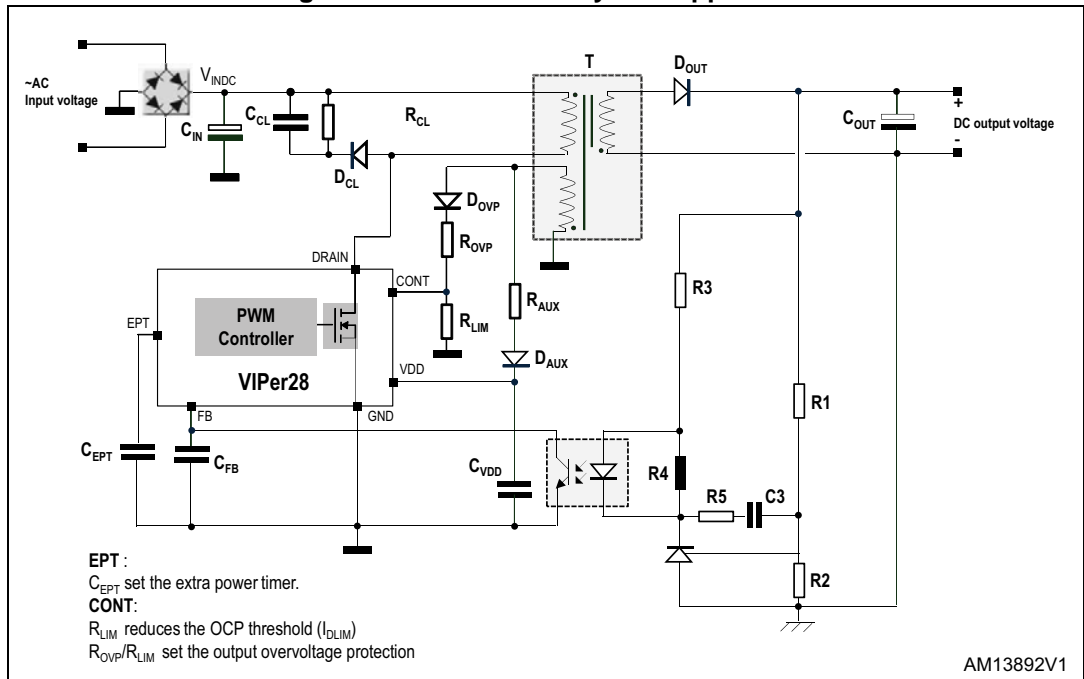 ~AC
Input voltage
V_INDC
C_IN
C_CL
R_CL
D_CL
T
D_OUT
C_OUT
+
DC output voltage
-
D_OVP
R_OVP
DRAIN
CONT
R_LIM
R_AUX
D_AUX
R3
EPT
PWM
Controller
VIPer28
VDD
FB
GND
R1
C_EPT
C_FB
C_VDD
R4
R5
C3
R2
EPT :
C_EPT set the extra power timer.
CONT:
R_LIM reduces the OCP threshold (I_DLIM)
R_OVP/R_LIM set the output overvoltage protection
AM13892V1